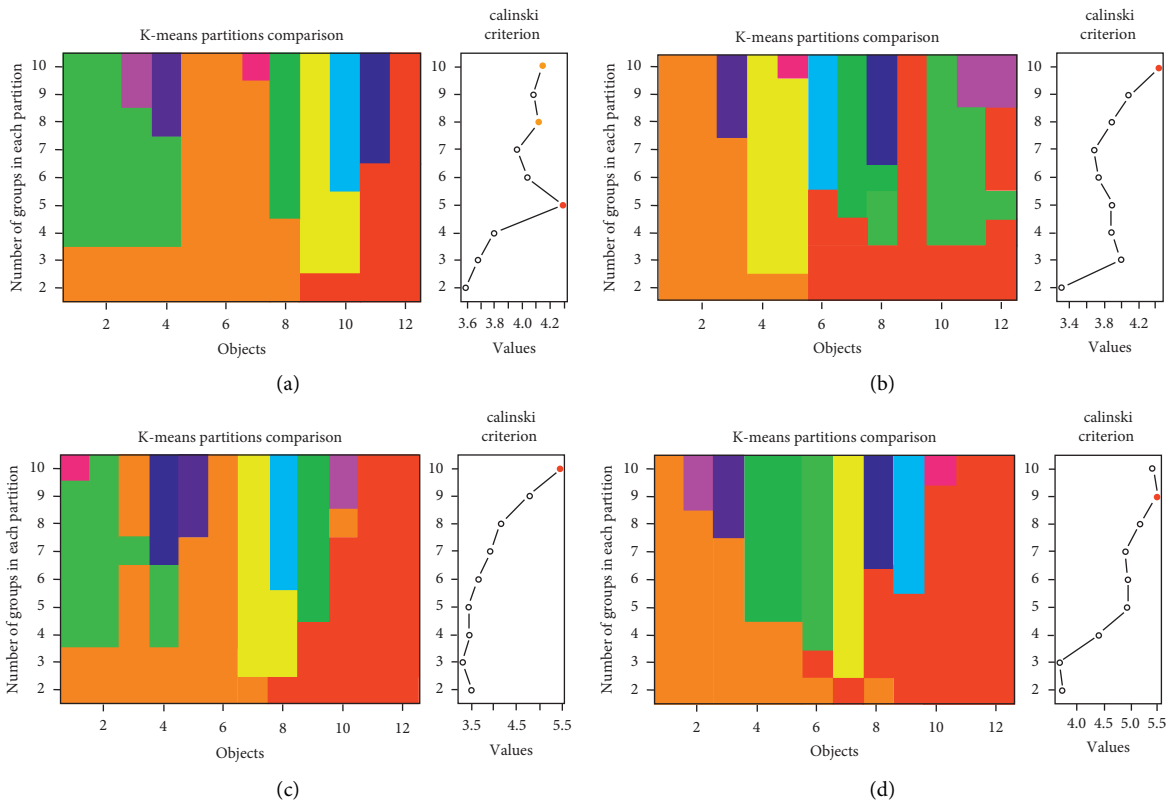 calinski
criterion
K-means partitions comparison
Number of groups in each partition
10
9
8
7
6
5
4
3
2
2 4 6 8 10 12
Objects
3.6 3.8 4.0 4.2
Values
(a)
calinski
criterion
K-means partitions comparison
Number of groups in each partition
10
9
8
7
6
5
4
3
2
2 4 6 8 10 12
Objects
3.4 3.8 4.2
Values
(b)
calinski
criterion
K-means partitions comparison
Number of groups in each partition
10
9
8
7
6
5
4
3
2
2 4 6 8 10 12
Objects
3.5 4.5 5.5
Values
(c)
calinski
criterion
K-means partitions comparison
Number of groups in each partition
10
9
8
7
6
5
4
3
2
2 4 6 8 10 12
Objects
4.0 4.5 5.0 5.5
Values
(d)